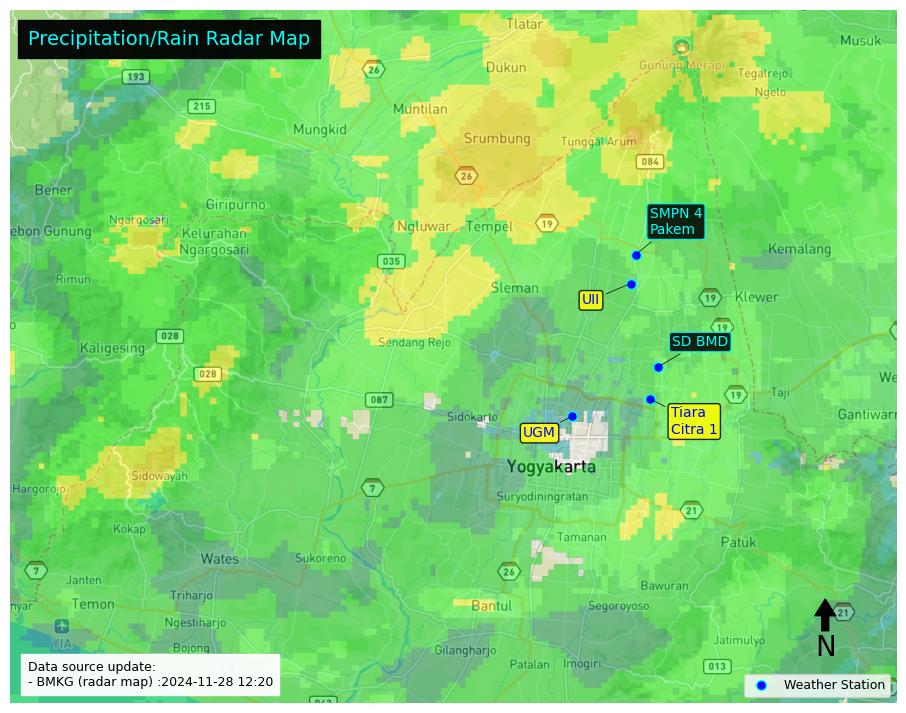 Precipitation/Rain Radar Map
Tlatar
Musuk
26
Dukun
Gunung Merapi
Tegalrejo
193
Ngelo
215
Muntilan
Mungkid
Srumbung
Tunggal Arum
084
26
Bener
Giripurno
Ngargosari
Kelurahan
Ngargosari
ebon Gunung
Ngluwar
Tempel
19
SMPN 4
Pakem
Kemalang
035
Rimun
Sleman
UII
19
Klewer
19
028
Kaligesing
Sendang Rejo
SD BMD
028
We
087
Taji
19
Sidokarto
Tiara
Citra 1
Gantiwarn
UGM
Yogyakarta
Sidowayah
Hargorojo
7
Suryodiningratan
21
Kokap
Tamanan
Patuk
Wates
Sukoreno
7
26
Janten
Bawuran
Triharjo
Temon
Bantul
Segoroyoso
21
nyar
Ngestiharjo
YIA
Bojong
Gilangharjo
Jatimulyo
N
Patalan
Imogiri
013
Data source update:
- BMKG (radar map) :2024-11-28 12:20
Weather Station